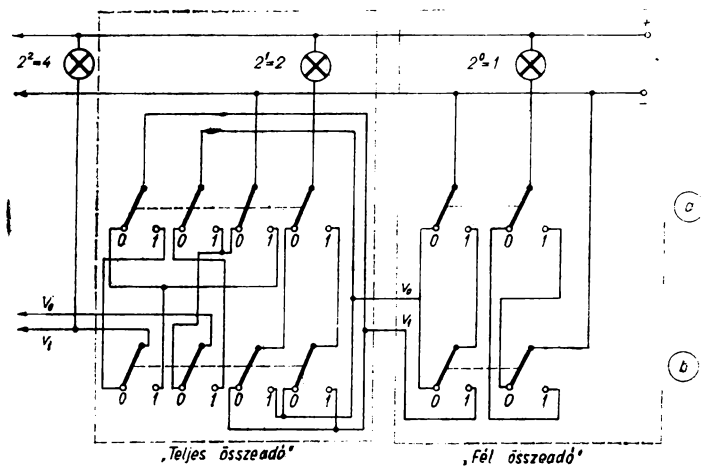 +
2²=4
2¹=2
2⁰=1
−
a
0 1 0 1 0 1 0 1 0 1 0 1
V₀
V₀
V₁
V₁
b
0 1 0 1 0 1 0 1 0 1 0 1
„Teljes összeadó"
„Fél összeadó"